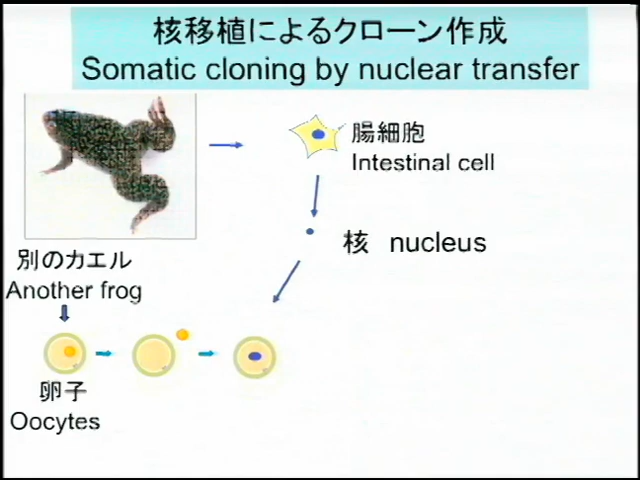 核移植によるクローン作成
Somatic cloning by nuclear transfer
腸細胞
Intestinal cell
核 nucleus
別のカエル
Another frog
卵子
Oocytes